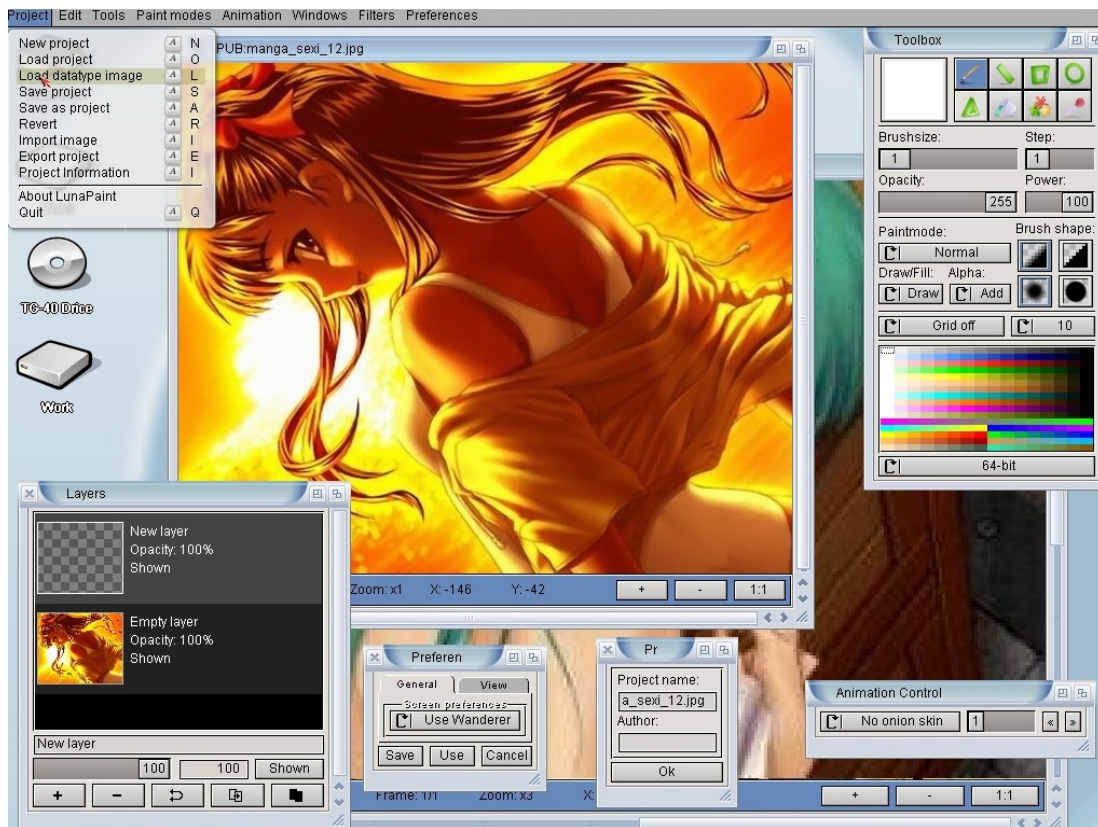 Project Edit Tools Paint modes Animation Windows Filters Preferences
New project A N
Load project A O
Load datatype image A L
Save project A S
Save as project A A
Revert A R
Import image A I
Export project A E
Project Information A I
About LunaPaint
Quit A Q
PUB:manga_sexi_12.jpg
Toolbox
Brushsize: Step:
1 1
Opacity: Power:
255 100
Paintmode: Brush shape:
Normal
Draw/Fill: Alpha:
Draw Add
Grid off 10
64-bit
TG-40 Drice
Work
Layers
New layer
Opacity: 100%
Shown
Empty layer
Opacity: 100%
Shown
New layer
100 100 Shown
+ -
Zoom: x1 X:-146 Y:-42 + - 1:1
Preferen
General View
Screen preferences
Use Wanderer
Save Use Cancel
Pr
Project name:
a_sexi_12.jpg
Author:
Ok
Animation Control
No onion skin 1 « »
Frame: 1/1 Zoom: x3 X: + - 1:1